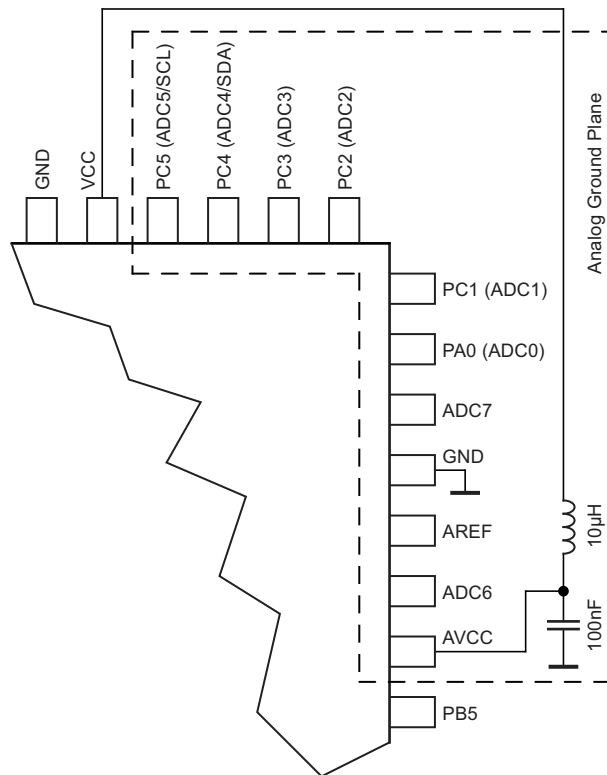 GND
VCC
PC5 (ADC5/SCL)
PC4 (ADC4/SDA)
PC3 (ADC3)
PC2 (ADC2)
Analog Ground Plane
PC1 (ADC1)
PA0 (ADC0)
ADC7
GND
AREF
10µH
ADC6
100nF
AVCC
PB5